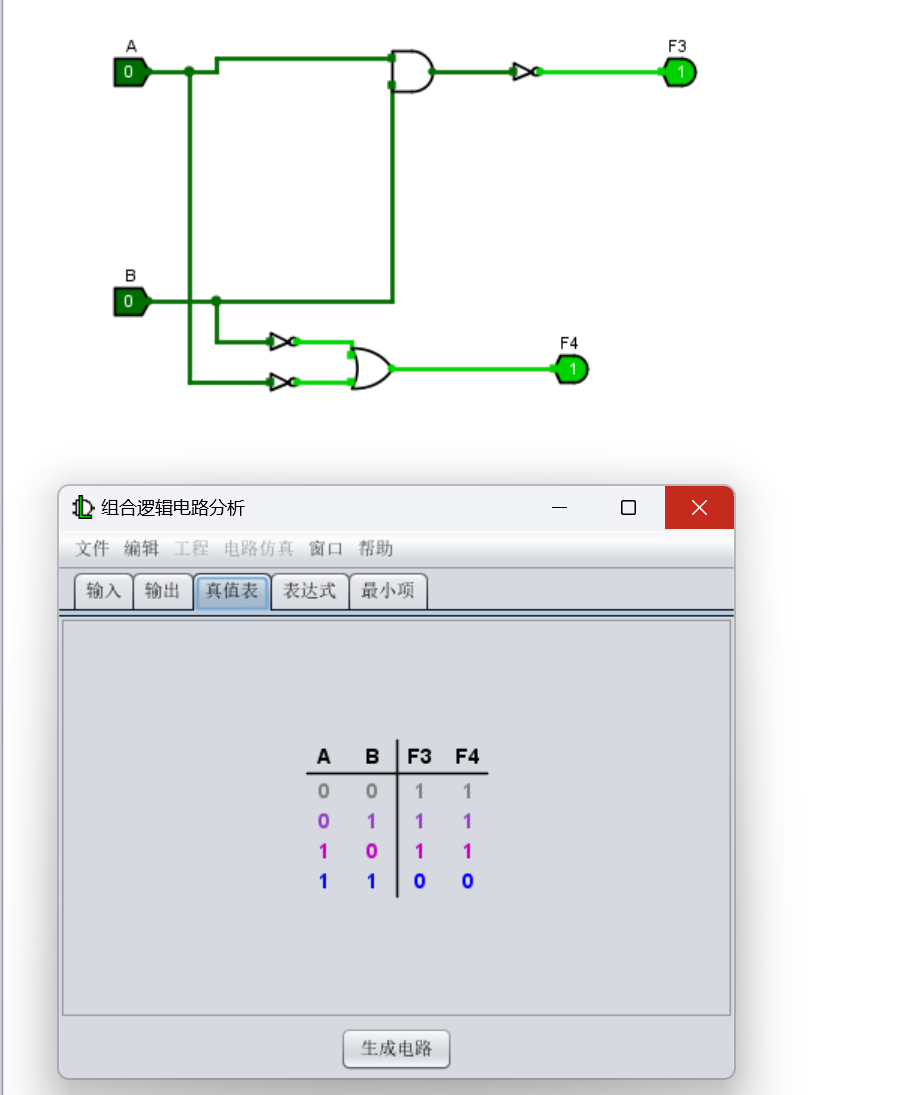 A
0
F3
1
B
0
F4
1
组合逻辑电路分析
文件 编辑 工程 电路仿真 窗口 帮助
输入 输出 真值表 表达式 最小项
A B F3 F4
0 0 1 1
0 1 1 1
1 0 1 1
1 1 0 0
生成电路